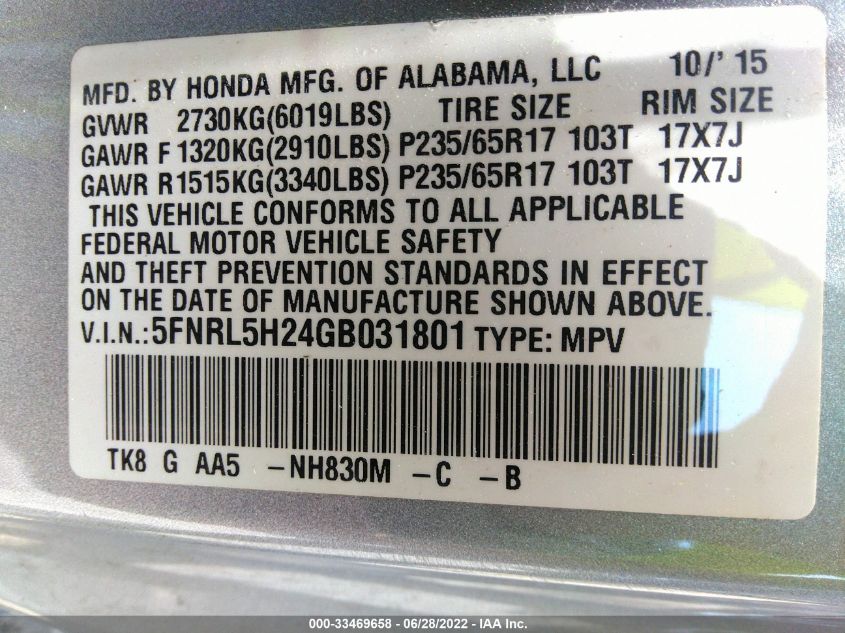 MFD. BY HONDA MFG. OF ALABAMA, LLC 10/'15
GVWR 2730KG(6019LBS) TIRE SIZE RIM SIZE
GAWR F 1320KG(2910LBS) P235/65R17 103T 17X7J
GAWR R1515KG(3340LBS) P235/65R17 103T 17X7J
THIS VEHICLE CONFORMS TO ALL APPLICABLE
FEDERAL MOTOR VEHICLE SAFETY
AND THEFT PREVENTION STANDARDS IN EFFECT
ON THE DATE OF MANUFACTURE SHOWN ABOVE.
V.I.N.: 5FNRL5H24GB031801 TYPE: MPV
TK8 G AA5 -NH830M -C -B
000-33469658 - 06/28/2022 - IAA Inc.